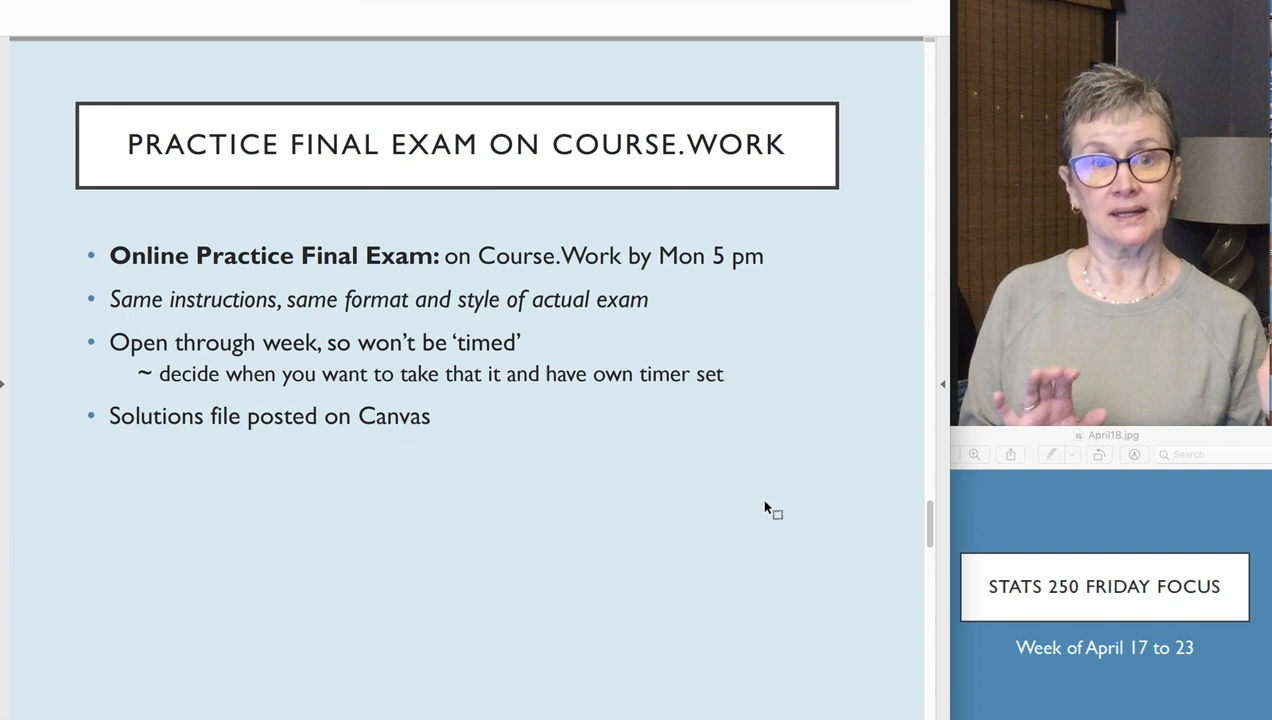 PRACTICE FINAL EXAM ON COURSE.WORK
• Online Practice Final Exam: on Course.Work by Mon 5 pm
• Same instructions, same format and style of actual exam
• Open through week, so won't be 'timed'
~ decide when you want to take that it and have own timer set
• Solutions file posted on Canvas
April18.jpg
Search
STATS 250 FRIDAY FOCUS
Week of April 17 to 23